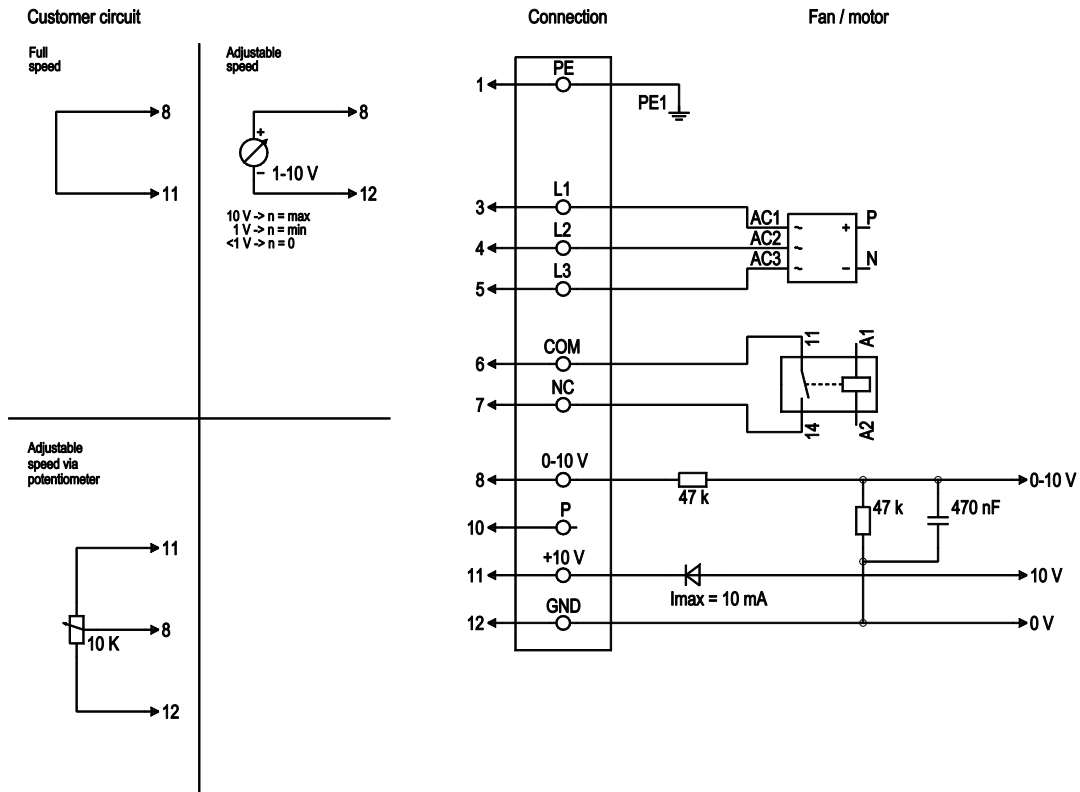 Customer circuit
Connection
Fan / motor
Full
speed
8
11
Adjustable
speed
8
+
− 1-10 V
12
10 V -> n = max
1 V -> n = min
<1 V -> n = 0
Adjustable
speed via
potentiometer
11
8
10 K
12
PE
1
PE1
L1
3
L2
4
L3
5
AC1
AC2
AC3
~
~
~
+
−
P
N
COM
6
NC
7
11
14
A1
A2
0-10 V
8
47 k
47 k
470 nF
0-10 V
P
10
+10 V
11
Imax = 10 mA
10 V
GND
12
0 V